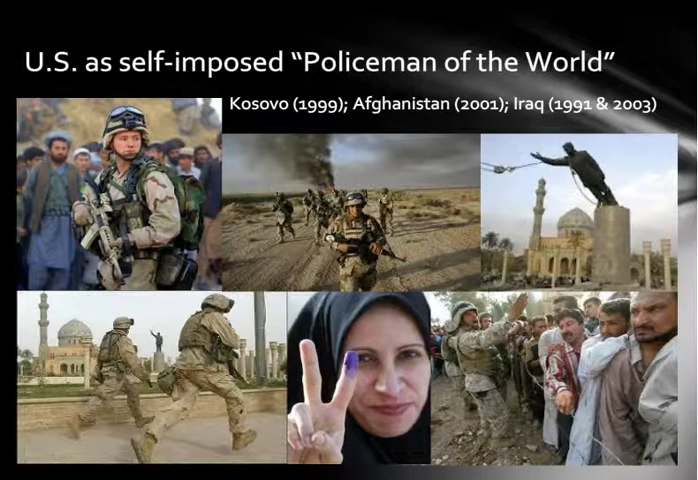 U.S. as self-imposed “Policeman of the World”
Kosovo (1999); Afghanistan (2001); Iraq (1991 & 2003)